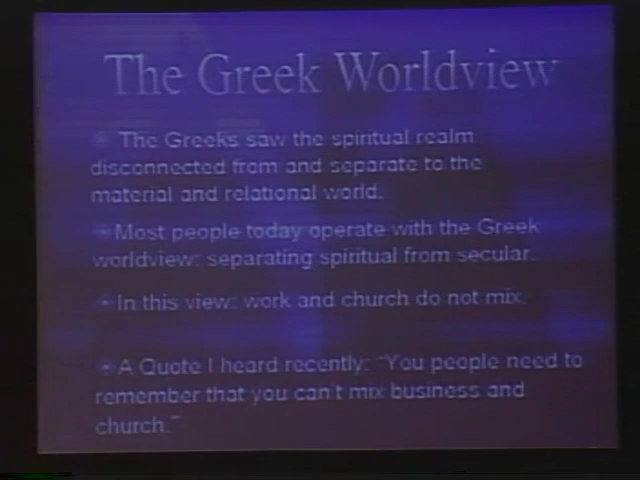 The Greek Worldview
The Greeks saw the spiritual realm
disconnected from and separate to the
material and relational world.
Most people today operate with the Greek
worldview: separating spiritual from secular.
In this view: work and church do not mix.
A Quote I heard recently: "You people need to
remember that you can't mix business and
church."